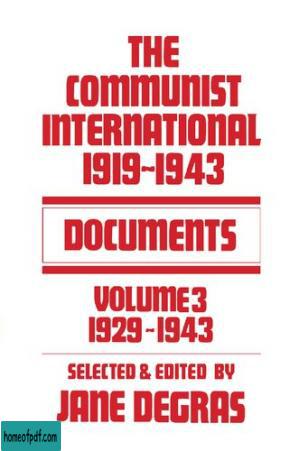 THE
COMMUNIST
INTERNATIONAL
1919-1943
DOCUMENTS
VOLUME 3
1929-1943
SELECTED & EDITED BY
JANE DEGRAS
homeofpdf.com